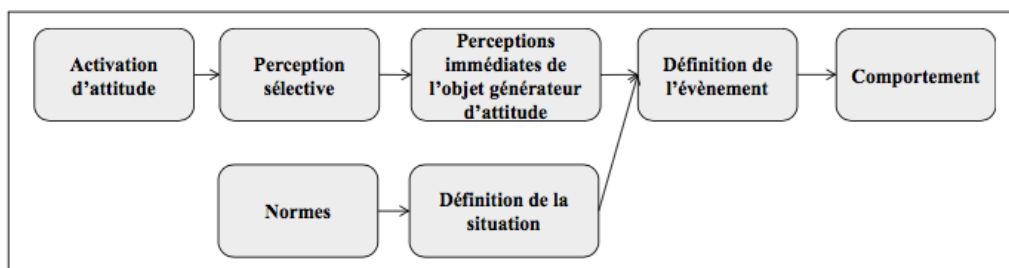 Activation
d'attitude
Perception
sélective
Perceptions
immédiates de
l'objet générateur
d'attitude
Définition de
l'évènement
Comportement
Normes
Définition de la
situation